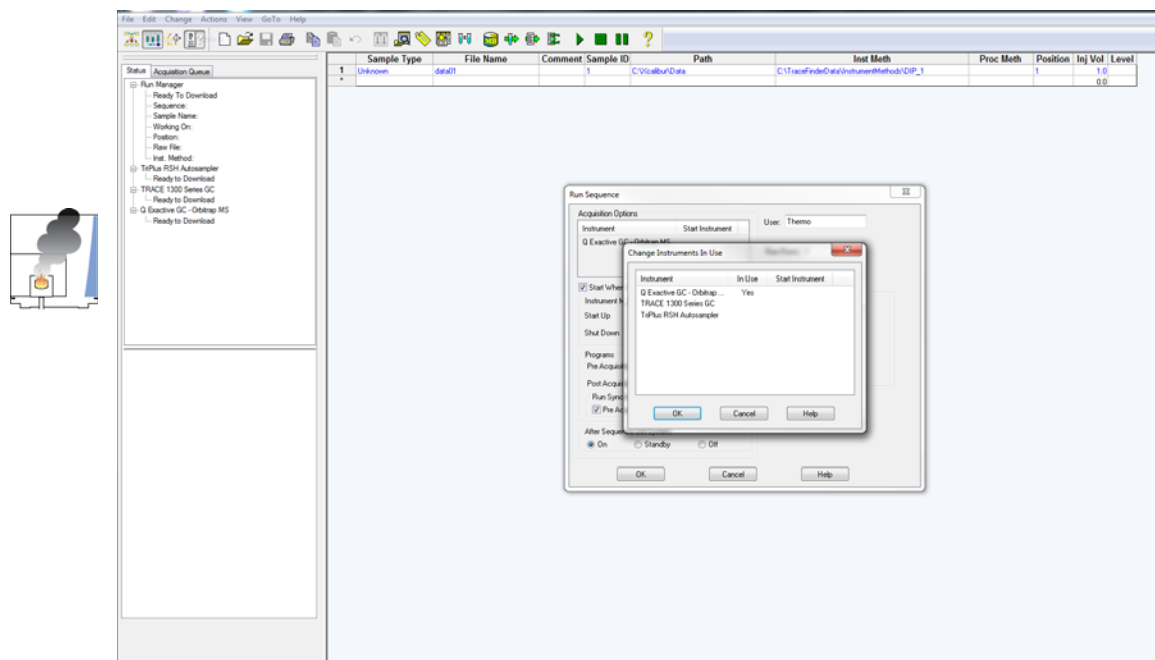 File Edit Change Actions View GoTo Help
Status Acquisition Queue
Run Manager
Ready To Download
Sequence:
Sample Name:
Working On:
Position:
Raw File:
Inst. Method:
TriPlus RSH Autosampler
Ready to Download
TRACE 1300 Series GC
Ready to Download
Q Exactive GC - Orbitrap MS
Ready to Download
Sample Type File Name Comment Sample ID Path Inst Meth Proc Meth Position Inj Vol Level
1 Unknown data01 1 C:\Xcalibur\Data C:\TraceFinderData\InstrumentMethods\DIP_1 1 1.0
* 0.0
Run Sequence
Acquisition Options
Instrument Start Instrument
User: Thermo
Q Exactive GC - Orbitrap MS
Change Instruments In Use
Instrument In Use Start Instrument
Q Exactive GC - Orbitrap ... Yes
TRACE 1300 Series GC
TriPlus RSH Autosampler
OK Cancel Help
Start When
Instrument
Start Up
Shut Down
Programs
Pre Acquisi
Post Acqui
Run Sync
Pre Ac
After Sequen
On Standby Off
OK Cancel Help